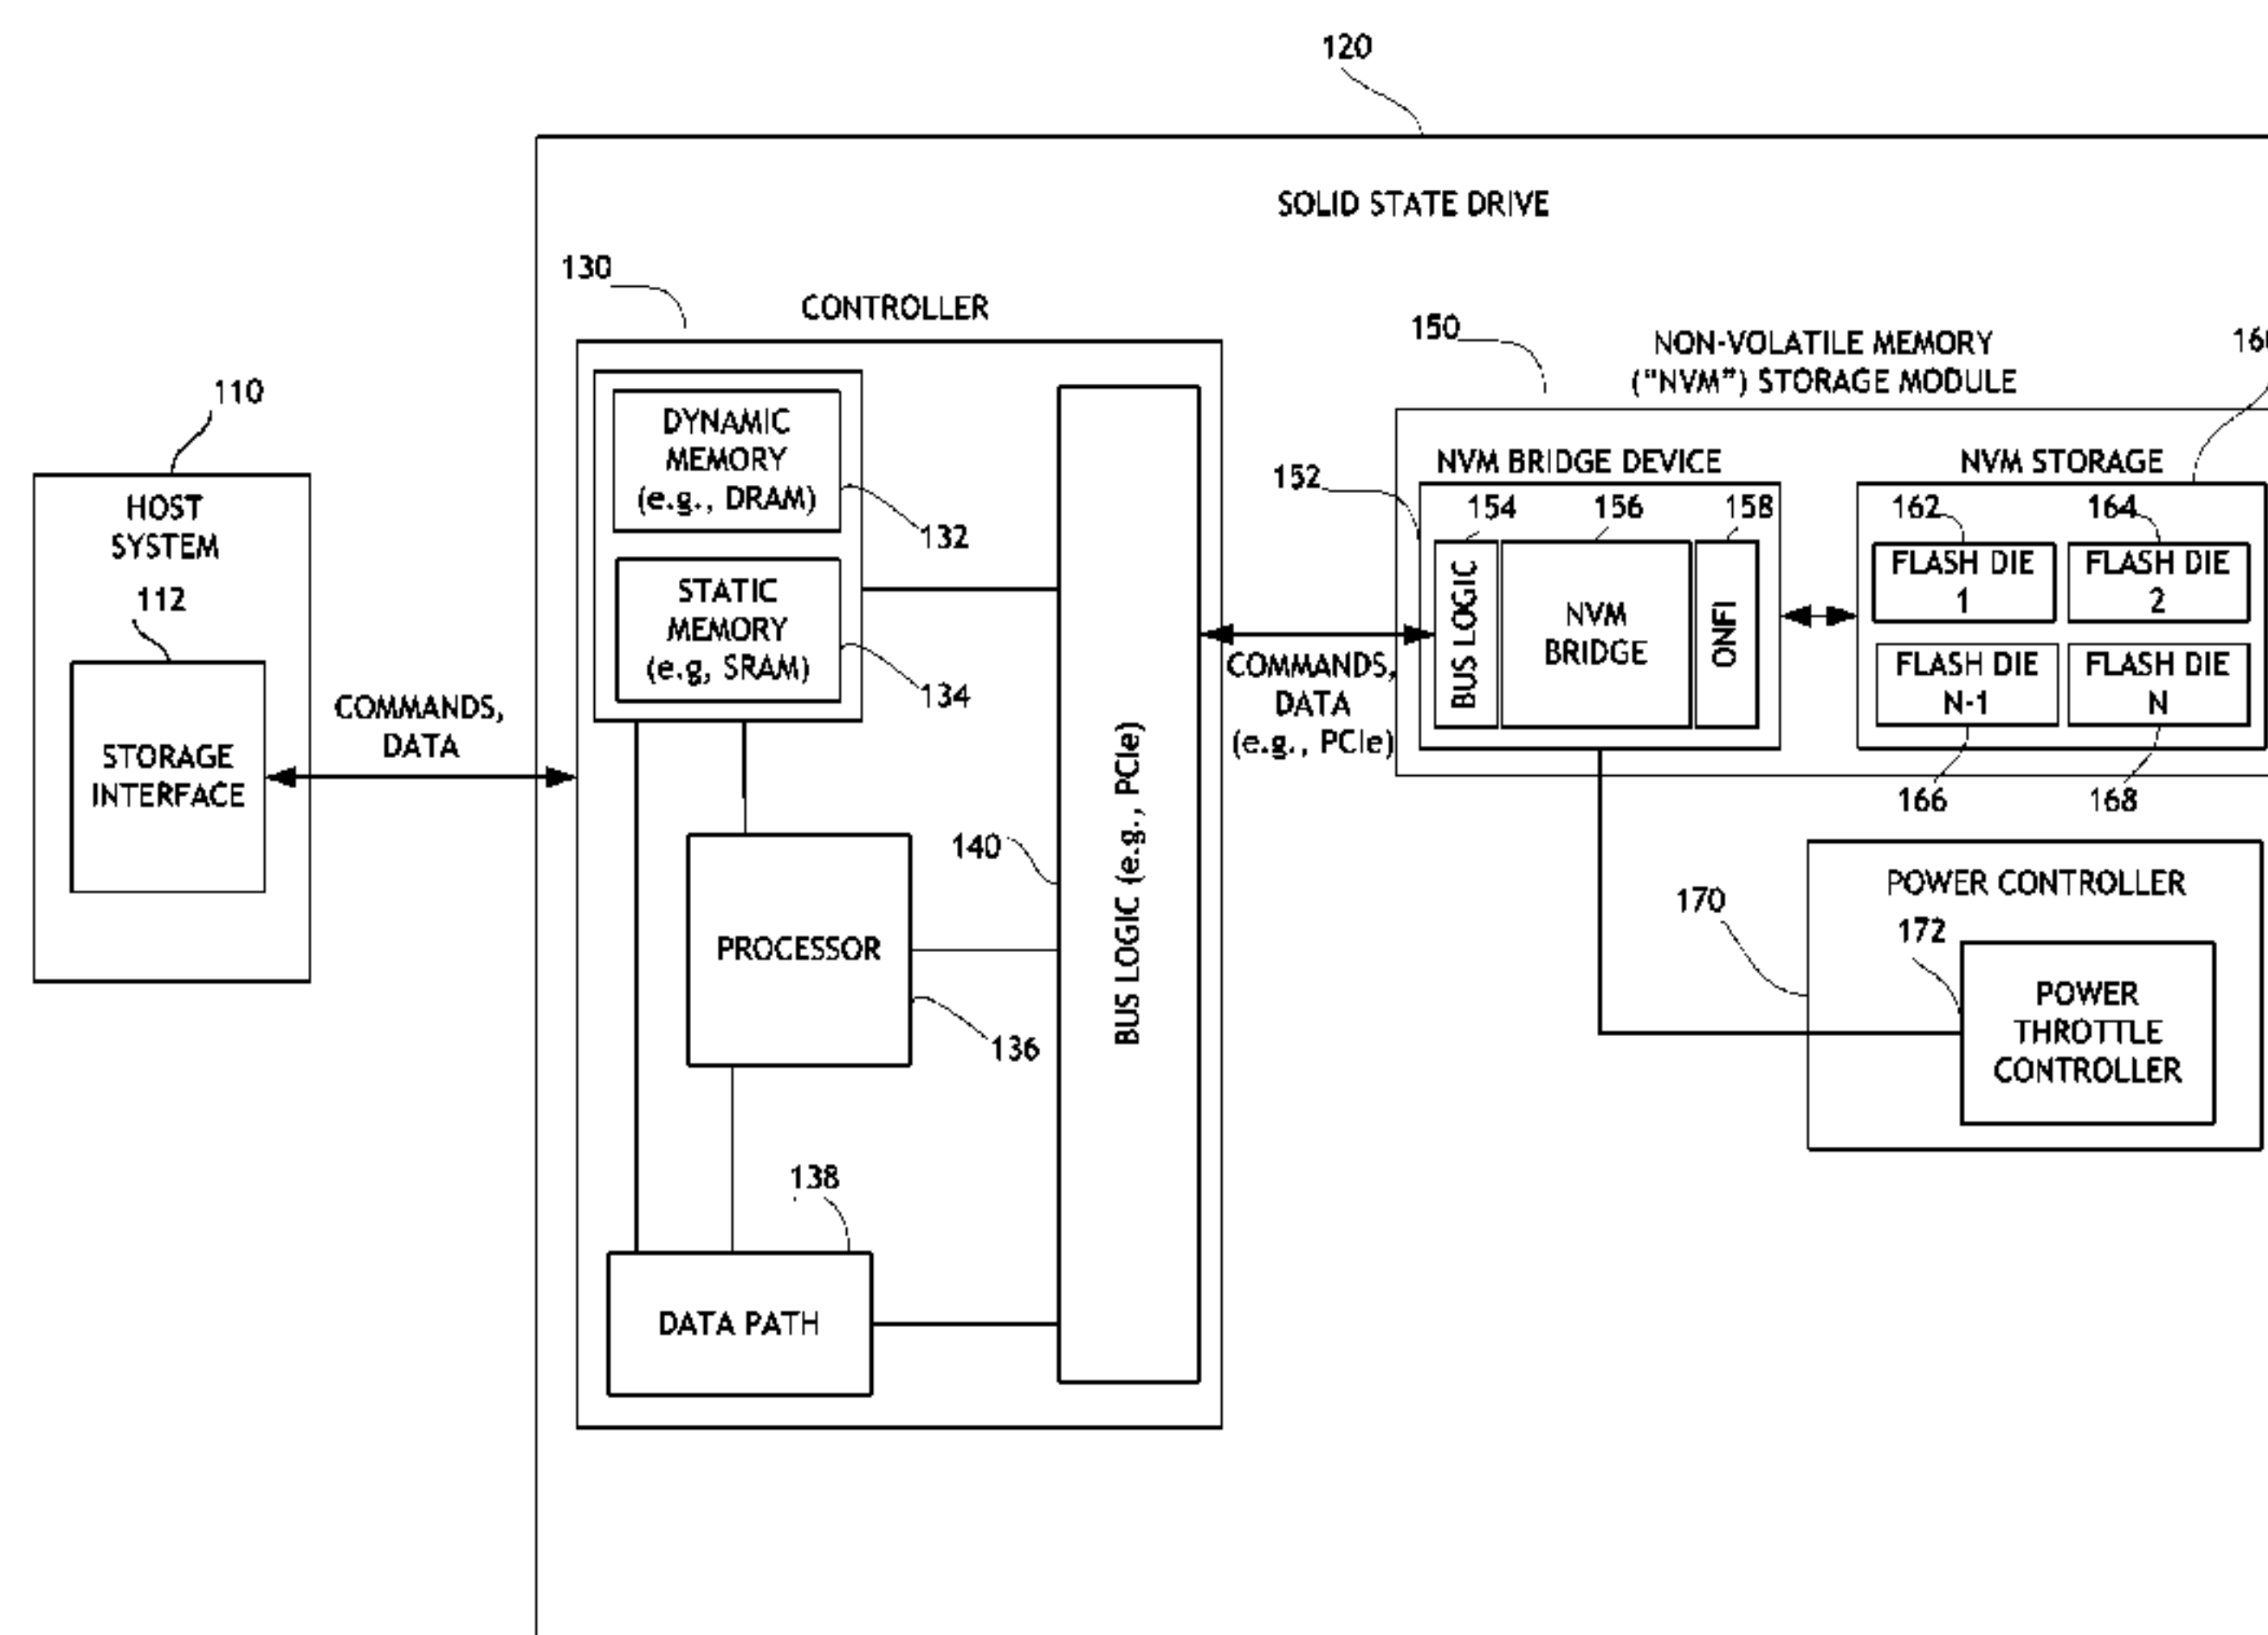 120
SOLID STATE DRIVE
130
CONTROLLER
110
HOST
SYSTEM
112
STORAGE
INTERFACE
COMMANDS,
DATA
DYNAMIC
MEMORY
(e.g., DRAM)
132
STATIC
MEMORY
(e.g, SRAM)
134
PROCESSOR
136
138
DATA PATH
140
BUS LOGIC (e.g., PCIe)
COMMANDS,
DATA
(e.g., PCIe)
150
NON-VOLATILE MEMORY
("NVM") STORAGE MODULE
152
NVM BRIDGE DEVICE
154
156
158
BUS LOGIC
NVM
BRIDGE
ONFI
NVM STORAGE
162
164
FLASH DIE
1
FLASH DIE
2
FLASH DIE
N-1
FLASH DIE
N
166
168
170
POWER CONTROLLER
172
POWER
THROTTLE
CONTROLLER